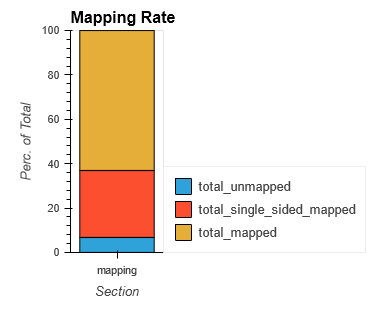 Mapping Rate
100
80
60
40
20
0
Perc. of Total
mapping
Section
total_unmapped
total_single_sided_mapped
total_mapped